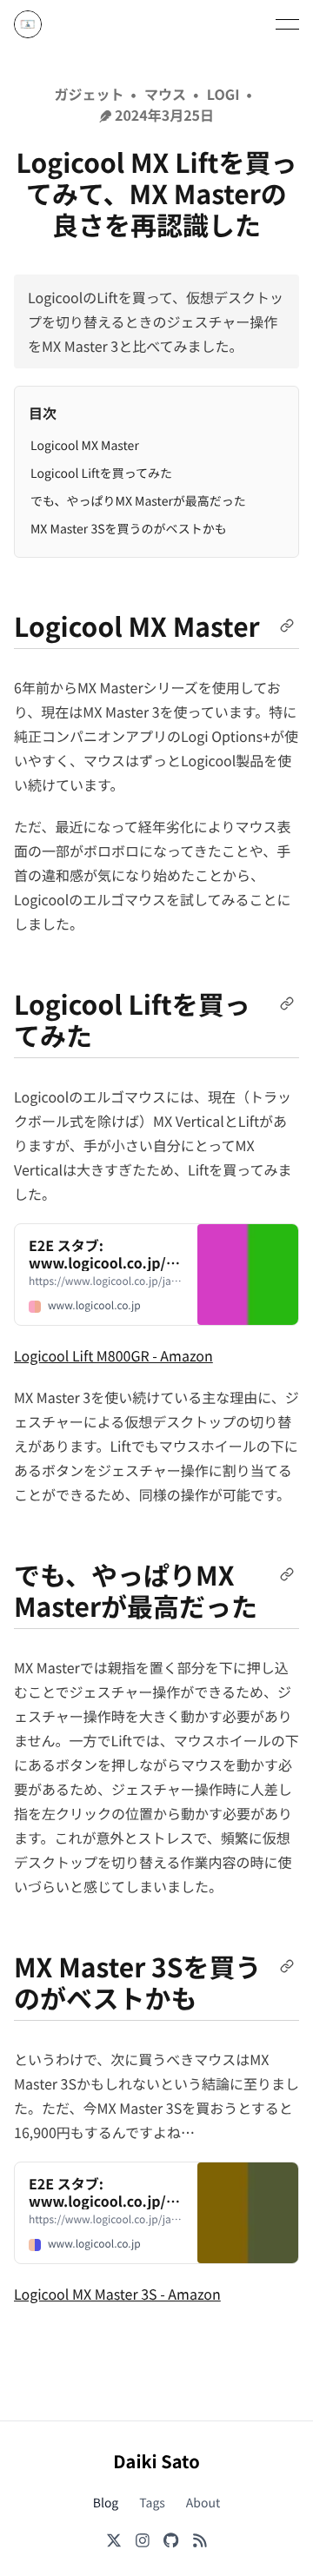 ガジェット • マウス • LOGI •
2024年3月25日
Logicool MX Liftを買っ
てみて、MX Masterの
良さを再認識した
LogicoolのLiftを買って、仮想デスクトッ
プを切り替えるときのジェスチャー操作
をMX Master 3と比べてみました。
目次
Logicool MX Master
Logicool Liftを買ってみた
でも、やっぱりMX Masterが最高だった
MX Master 3Sを買うのがベストかも
Logicool MX Master
6年前からMX Masterシリーズを使用してお
り、現在はMX Master 3を使っています。特に
純正コンパニオンアプリのLogi Options+が使
いやすく、マウスはずっとLogicool製品を使
い続けています。
ただ、最近になって経年劣化によりマウス表
面の一部がボロボロになってきたことや、手
首の違和感が気になり始めたことから、
Logicoolのエルゴマウスを試してみることに
しました。
Logicool Liftを買っ
てみた
Logicoolのエルゴマウスには、現在（トラッ
クボール式を除けば）MX VerticalとLiftがあ
りますが、手が小さい自分にとってMX
Verticalは大きすぎたため、Liftを買ってみま
した。
E2E スタブ:
www.logicool.co.jp/…
https://www.logicool.co.jp/ja…
www.logicool.co.jp
Logicool Lift M800GR - Amazon
MX Master 3を使い続けている主な理由に、ジ
ェスチャーによる仮想デスクトップの切り替
えがあります。Liftでもマウスホイールの下に
あるボタンをジェスチャー操作に割り当てる
ことができるため、同様の操作が可能です。
でも、やっぱりMX
Masterが最高だった
MX Masterでは親指を置く部分を下に押し込
むことでジェスチャー操作ができるため、ジ
ェスチャー操作時を大きく動かす必要があり
ません。一方でLiftでは、マウスホイールの下
にあるボタンを押しながらマウスを動かす必
要があるため、ジェスチャー操作時に人差し
指を左クリックの位置から動かす必要があり
ます。これが意外とストレスで、頻繁に仮想
デスクトップを切り替える作業内容の時に使
いづらいと感じてしまいました。
MX Master 3Sを買う
のがベストかも
というわけで、次に買うべきマウスはMX
Master 3Sかもしれないという結論に至りまし
た。ただ、今MX Master 3Sを買おうとすると
16,900円もするんですよね…
E2E スタブ:
www.logicool.co.jp/…
https://www.logicool.co.jp/ja…
www.logicool.co.jp
Logicool MX Master 3S - Amazon
Daiki Sato
Blog Tags About